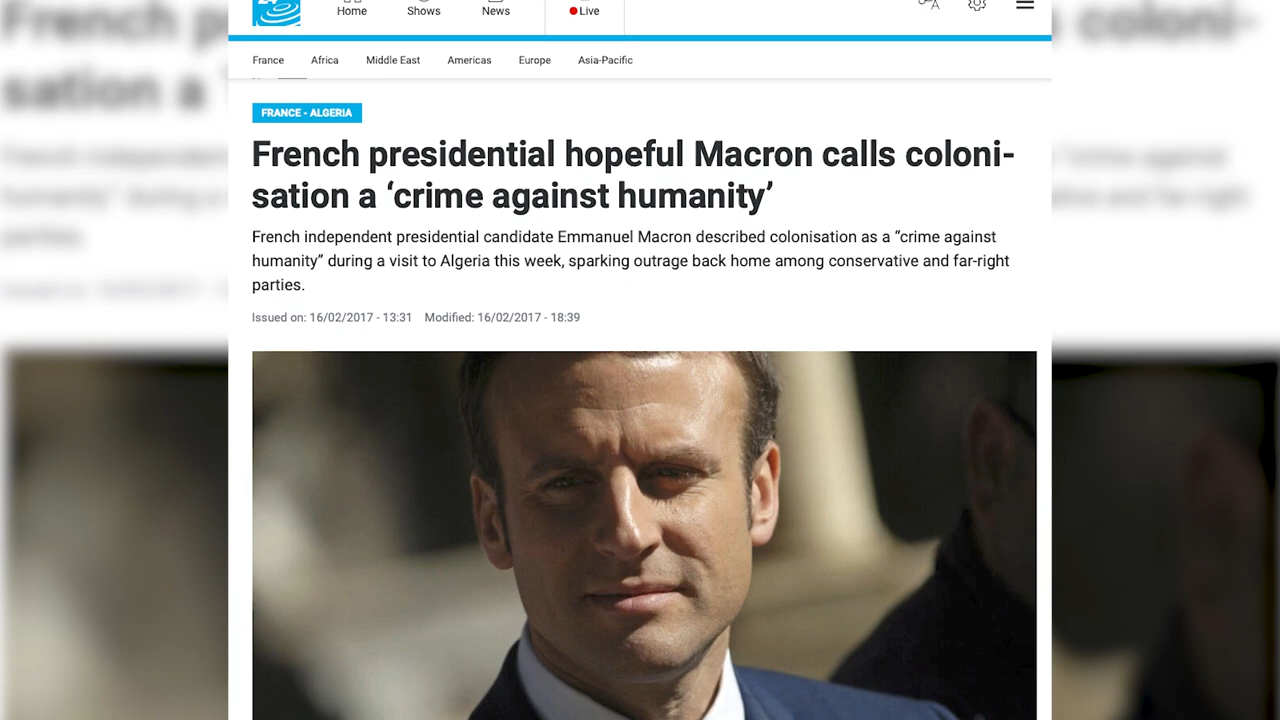 24
Home Shows News Live
France Africa Middle East Americas Europe Asia-Pacific
FRANCE - ALGERIA
French presidential hopeful Macron calls coloni-
sation a ‘crime against humanity’
French independent presidential candidate Emmanuel Macron described colonisation as a “crime against
humanity” during a visit to Algeria this week, sparking outrage back home among conservative and far-right
parties.
Issued on: 16/02/2017 - 13:31 Modified: 16/02/2017 - 18:39